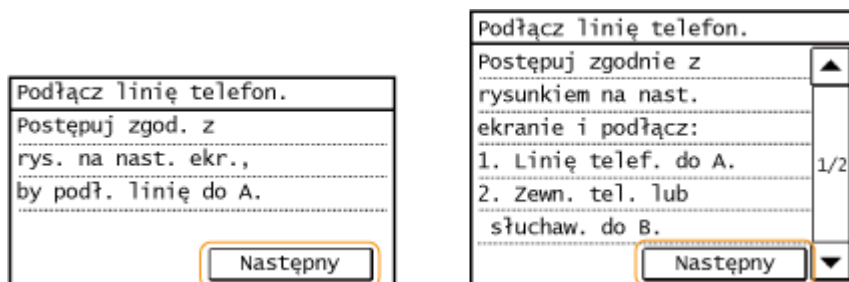 Podłącz linię telefon.
Postępuj zgod. z
rys. na nast. ekr.,
by podł. linię do A.
Następny
Podłącz linię telefon.
Postępuj zgodnie z
rysunkiem na nast.
ekranie i podłącz:
1. Linię telef. do A.
1/2
2. Zewn. tel. lub
słuchaw. do B.
Następny